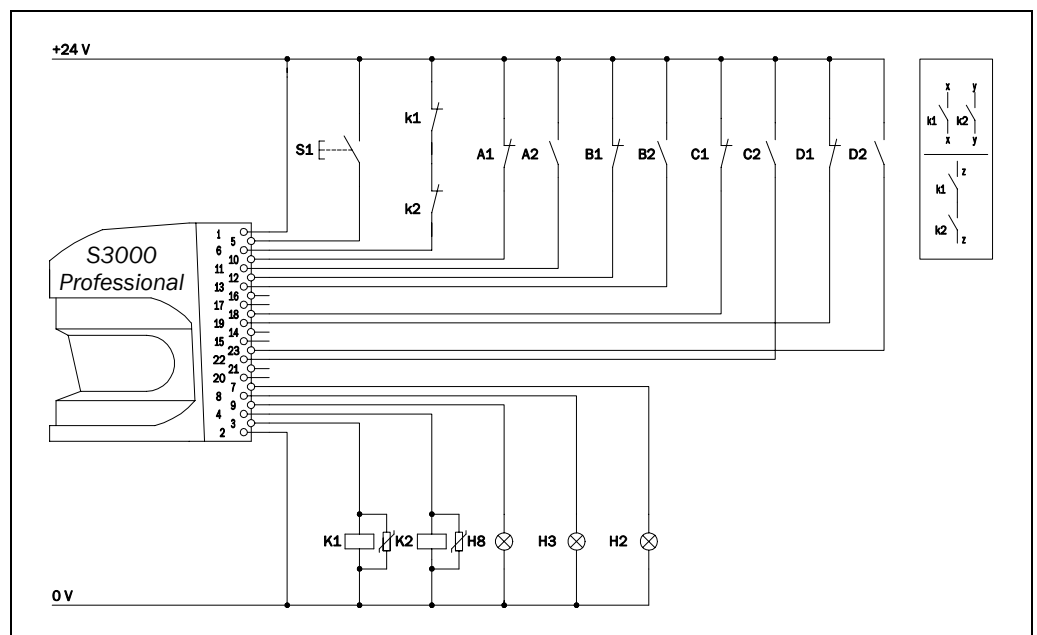 +24 V
k1
k2
S1
A1 A2 B1 B2 C1 C2 D1 D2
x y
k1 k2
x y
z
k1
k2
z
S3000
Professional
1
5
6
10
11
12
13
16
17
18
19
14
15
23
22
21
20
7
8
9
4
3
2
K1 K2 H8 H3 H2
0 V